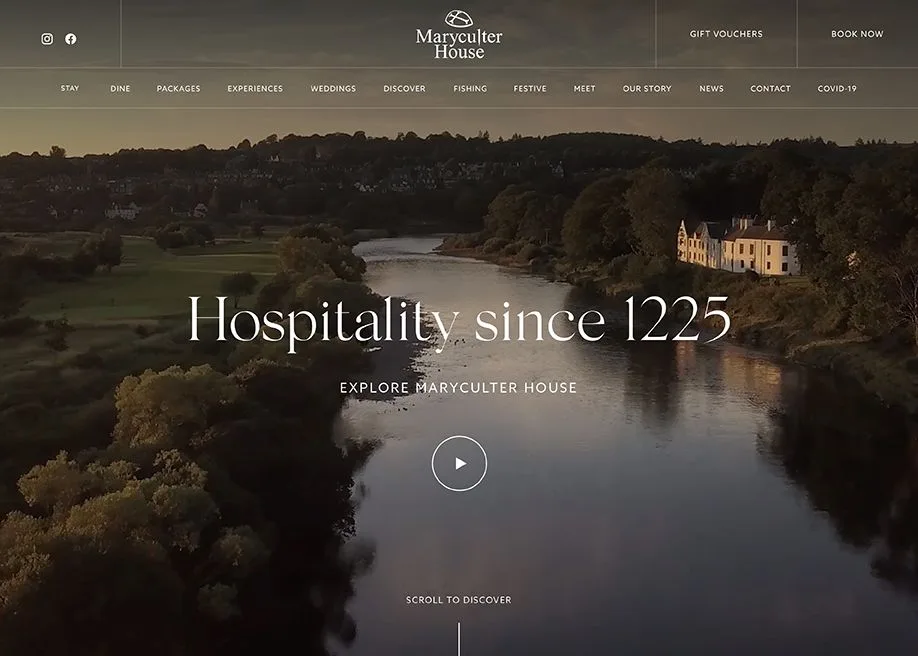 Maryculter
House
GIFT VOUCHERS
BOOK NOW
STAY DINE PACKAGES EXPERIENCES WEDDINGS DISCOVER FISHING FESTIVE MEET OUR STORY NEWS CONTACT COVID-19
Hospitality since 1225
EXPLORE MARYCULTER HOUSE
SCROLL TO DISCOVER